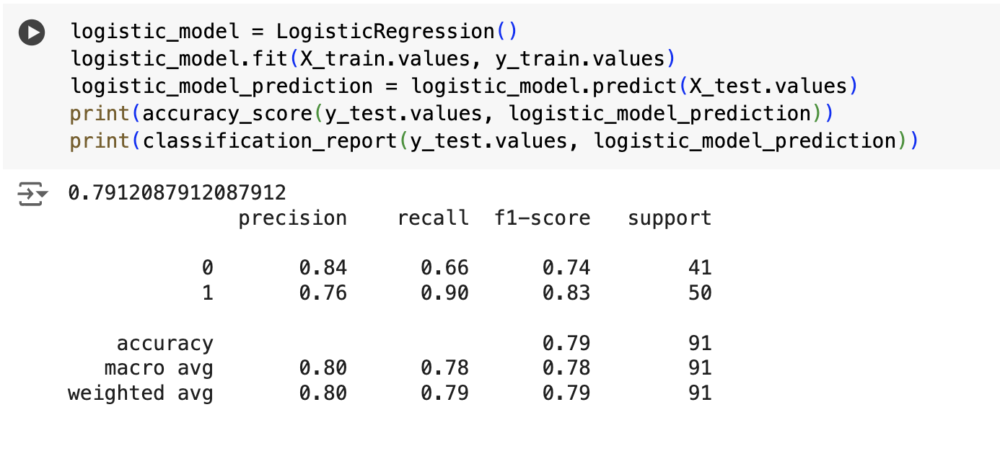 logistic_model = LogisticRegression()
logistic_model.fit(X_train.values, y_train.values)
logistic_model_prediction = logistic_model.predict(X_test.values)
print(accuracy_score(y_test.values, logistic_model_prediction))
print(classification_report(y_test.values, logistic_model_prediction))
0.7912087912087912
precision recall f1-score support
0 0.84 0.66 0.74 41
1 0.76 0.90 0.83 50
accuracy 0.79 91
macro avg 0.80 0.78 0.78 91
weighted avg 0.80 0.79 0.79 91